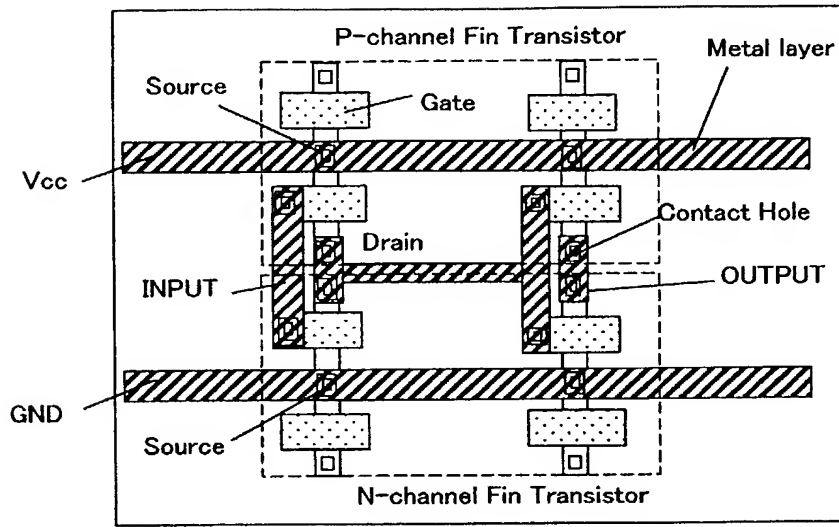 P-channel Fin Transistor
Metal layer
Source
Gate
Vcc
Drain
Contact Hole
INPUT
OUTPUT
GND
Source
N-channel Fin Transistor